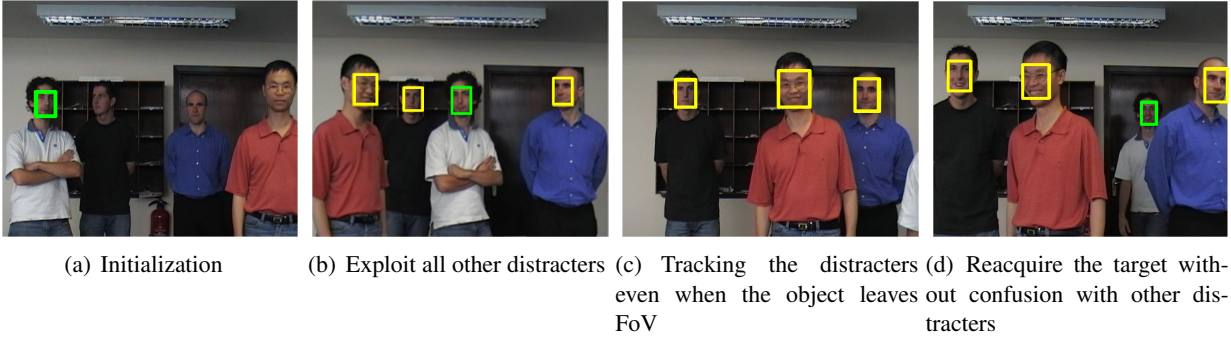 (a) Initialization
(b) Exploit all other distracters
(c) Tracking the distracters
even when the object leaves
FoV
(d) Reacquire the target with-
out confusion with other dis-
tracters